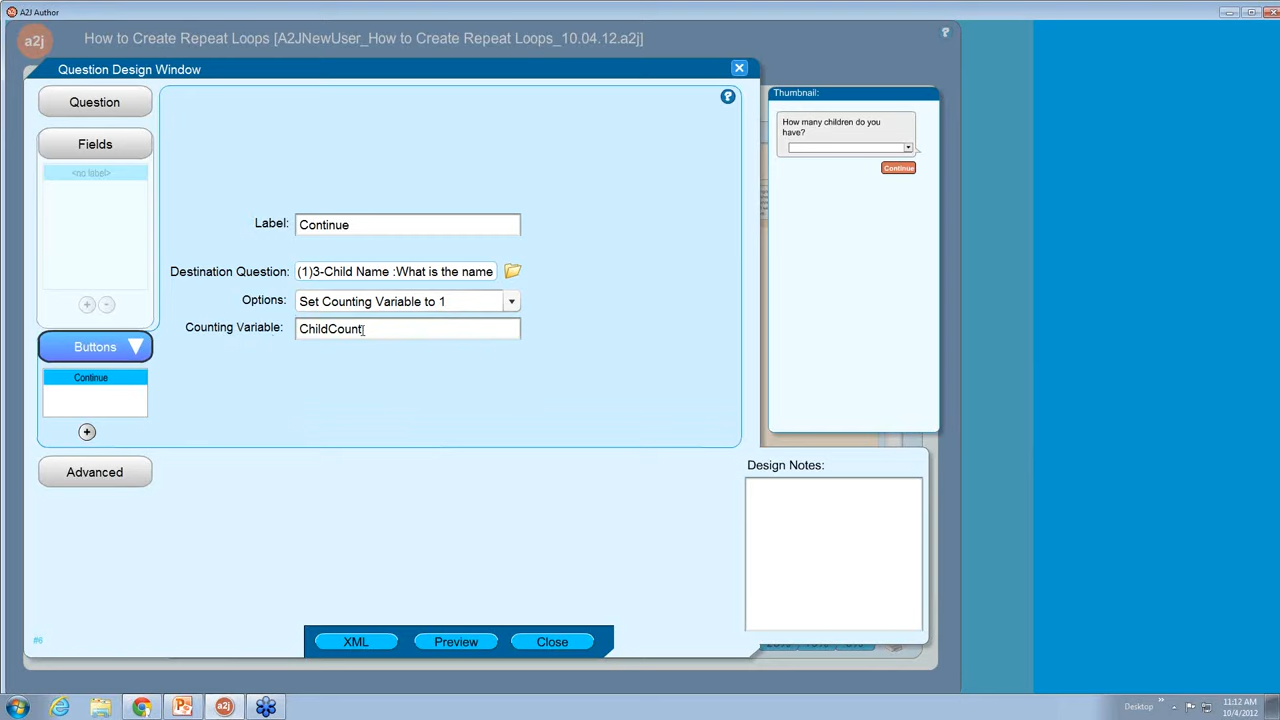 A2J Author
a2j
How to Create Repeat Loops [A2JNewUser_How to Create Repeat Loops_10.04.12.a2j]
?
Question Design Window
Question
?
Thumbnail:
How many children do you
have?
Continue
Fields
<no label>
Label:
Continue
Destination Question:
(1)3-Child Name :What is the name
Options:
Set Counting Variable to 1
Counting Variable:
ChildCount
Buttons
Continue
Advanced
Design Notes:
#6
XML
Preview
Close
a2j
Desktop
11:12 AM
10/4/2012